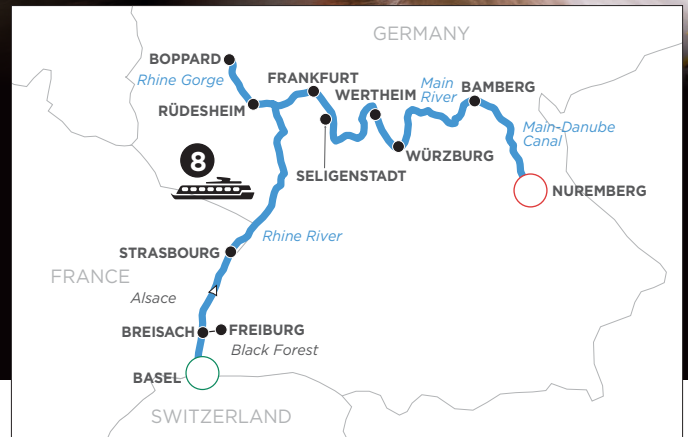 GERMANY
BOPPARD
Rhine Gorge
FRANKFURT
RÜDESHEIM
WERTHEIM
Main
River
BAMBERG
Main-Danube
Canal
WÜRZBURG
SELIGENSTADT
NUREMBERG
8
Rhine River
STRASBOURG
FRANCE
Alsace
BREISACH
FREIBURG
Black Forest
BASEL
SWITZERLAND